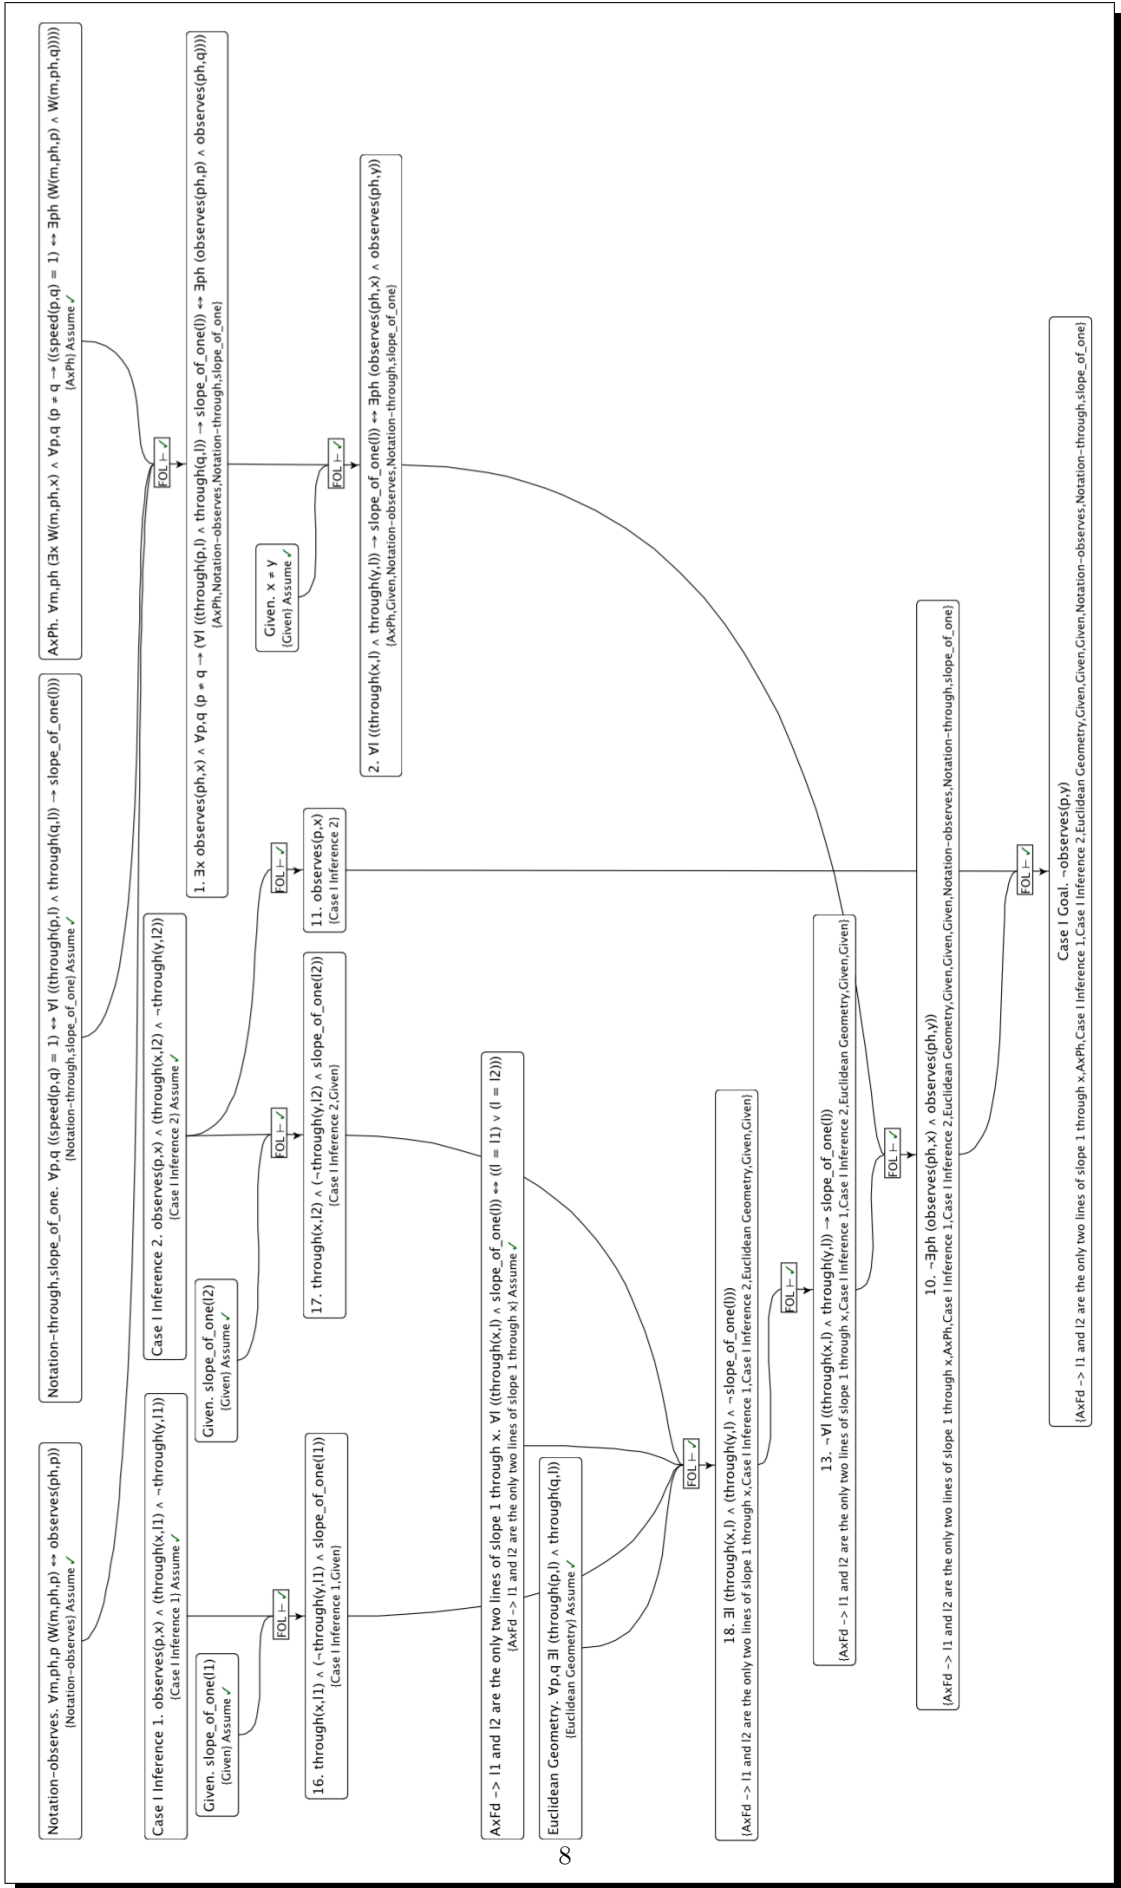 Notation-observes. ∀m,ph,p (W(m,ph,p) ↔ observes(ph,p))
{Notation-observes} Assume ✓
Notation-through,slope_of_one. ∀p,q ((speed(p,q) = 1) ↔ ∀l ((through(p,l) ∧ through(q,l)) → slope_of_one(l)))
{Notation-through,slope_of_one} Assume ✓
AxPh. ∀m,ph (∃x W(m,ph,x) ∧ ∀p,q (p ≠ q → ((speed(p,q) = 1) ↔ ∃ph (W(m,ph,p) ∧ W(m,ph,q)))))
{AxPh} Assume ✓
Case I Inference 1. observes(p,x) ∧ (through(x,l1) ∧ ¬through(y,l1))
{Case I Inference 1} Assume ✓
Case I Inference 2. observes(p,x) ∧ (through(x,l2) ∧ ¬through(y,l2))
{Case I Inference 2} Assume ✓
FOL ⊢ ✓
1. ∃x observes(ph,x) ∧ ∀p,q (p ≠ q → (∀l ((through(p,l) ∧ through(q,l)) → slope_of_one(l)) ↔ ∃ph (observes(ph,p) ∧ observes(ph,q))))
{AxPh,Notation-observes,Notation-through,slope_of_one}
Given. slope_of_one(l1)
{Given} Assume ✓
Given. slope_of_one(l2)
{Given} Assume ✓
Given. x ≠ y
{Given} Assume ✓
FOL ⊢ ✓
FOL ⊢ ✓
FOL ⊢ ✓
FOL ⊢ ✓
16. through(x,l1) ∧ (¬through(y,l1) ∧ slope_of_one(l1))
{Case I Inference 1,Given}
17. through(x,l2) ∧ (¬through(y,l2) ∧ slope_of_one(l2))
{Case I Inference 2,Given}
11. observes(p,x)
{Case I Inference 2}
2. ∀l ((through(x,l) ∧ through(y,l)) → slope_of_one(l)) ↔ ∃ph (observes(ph,x) ∧ observes(ph,y))
{AxPh,Given,Notation-observes,Notation-through,slope_of_one}
AxFd -> l1 and l2 are the only two lines of slope 1 through x. ∀l ((through(x,l) ∧ slope_of_one(l)) ↔ ((l = l1) ∨ (l = l2)))
{AxFd -> l1 and l2 are the only two lines of slope 1 through x} Assume ✓
Euclidean Geometry. ∀p,q ∃l (through(p,l) ∧ through(q,l))
{Euclidean Geometry} Assume ✓
FOL ⊢ ✓
18. ∃l (through(x,l) ∧ (through(y,l) ∧ ¬slope_of_one(l)))
{AxFd -> l1 and l2 are the only two lines of slope 1 through x,Case I Inference 1,Case I Inference 2,Euclidean Geometry,Given,Given,Given}
FOL ⊢ ✓
13. ¬∀l ((through(x,l) ∧ through(y,l)) → slope_of_one(l))
{AxFd -> l1 and l2 are the only two lines of slope 1 through x,Case I Inference 1,Case I Inference 2,Euclidean Geometry,Given,Given,Given}
FOL ⊢ ✓
10. ¬∃ph (observes(ph,x) ∧ observes(ph,y))
{AxFd -> l1 and l2 are the only two lines of slope 1 through x,AxPh,Case I Inference 1,Case I Inference 2,Euclidean Geometry,Given,Given,Given,Notation-observes,Notation-through,slope_of_one}
FOL ⊢ ✓
Case I Goal. ¬observes(p,y)
{AxFd -> l1 and l2 are the only two lines of slope 1 through x,AxPh,Case I Inference 1,Case I Inference 2,Euclidean Geometry,Given,Given,Given,Notation-observes,Notation-through,slope_of_one}
8